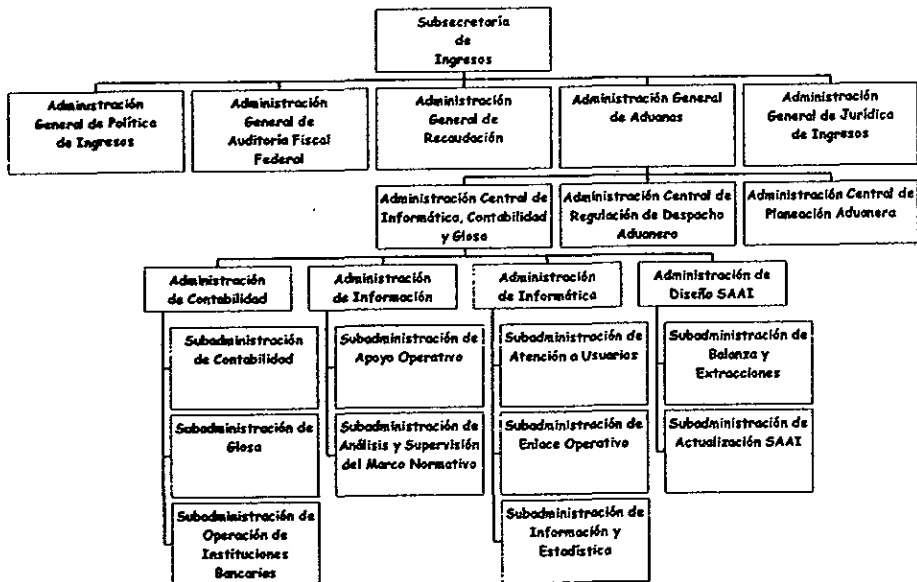 Subsecretaría
de
Ingresos
Administración
General de Política
de Ingresos
Administración
General de
Auditoría Fiscal
Federal
Administración
General de
Recaudación
Administración General
de Aduanas
Administración
General de Jurídica
de Ingresos
Administración Central de
Informática, Contabilidad
y Glosa
Administración Central de
Regulación de Despacho
Aduanero
Administración Central de
Planeación Aduanera
Administración
de Contabilidad
Administración
de Información
Administración
de Informática
Administración de
Diseño SAAI
Subadministración
de Contabilidad
Subadministración de
Apoyo Operativo
Subadministración de
Atención a Usuarios
Subadministración de
Balanza y
Extracciones
Subadministración de
Glosa
Subadministración de
Análisis y Supervisión
del Marco Normativo
Subadministración de
Enlace Operativo
Subadministración de
Actualización SAAI
Subadministración de
Operación de
Instituciones
Bancarias
Subadministración de
Información y
Estadística